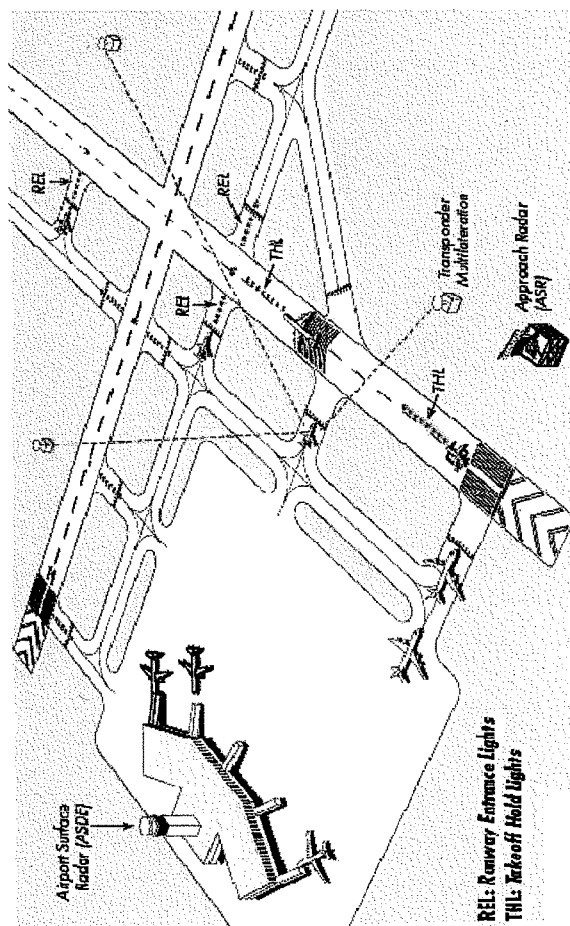 REL
REL
REL
THL
THL
Transponder
Multilateration
Approach Radar
(ASR)
Airport Surface
Radar (ASDE)
REL: Runway Entrance Lights
THL: Takeoff Hold Lights